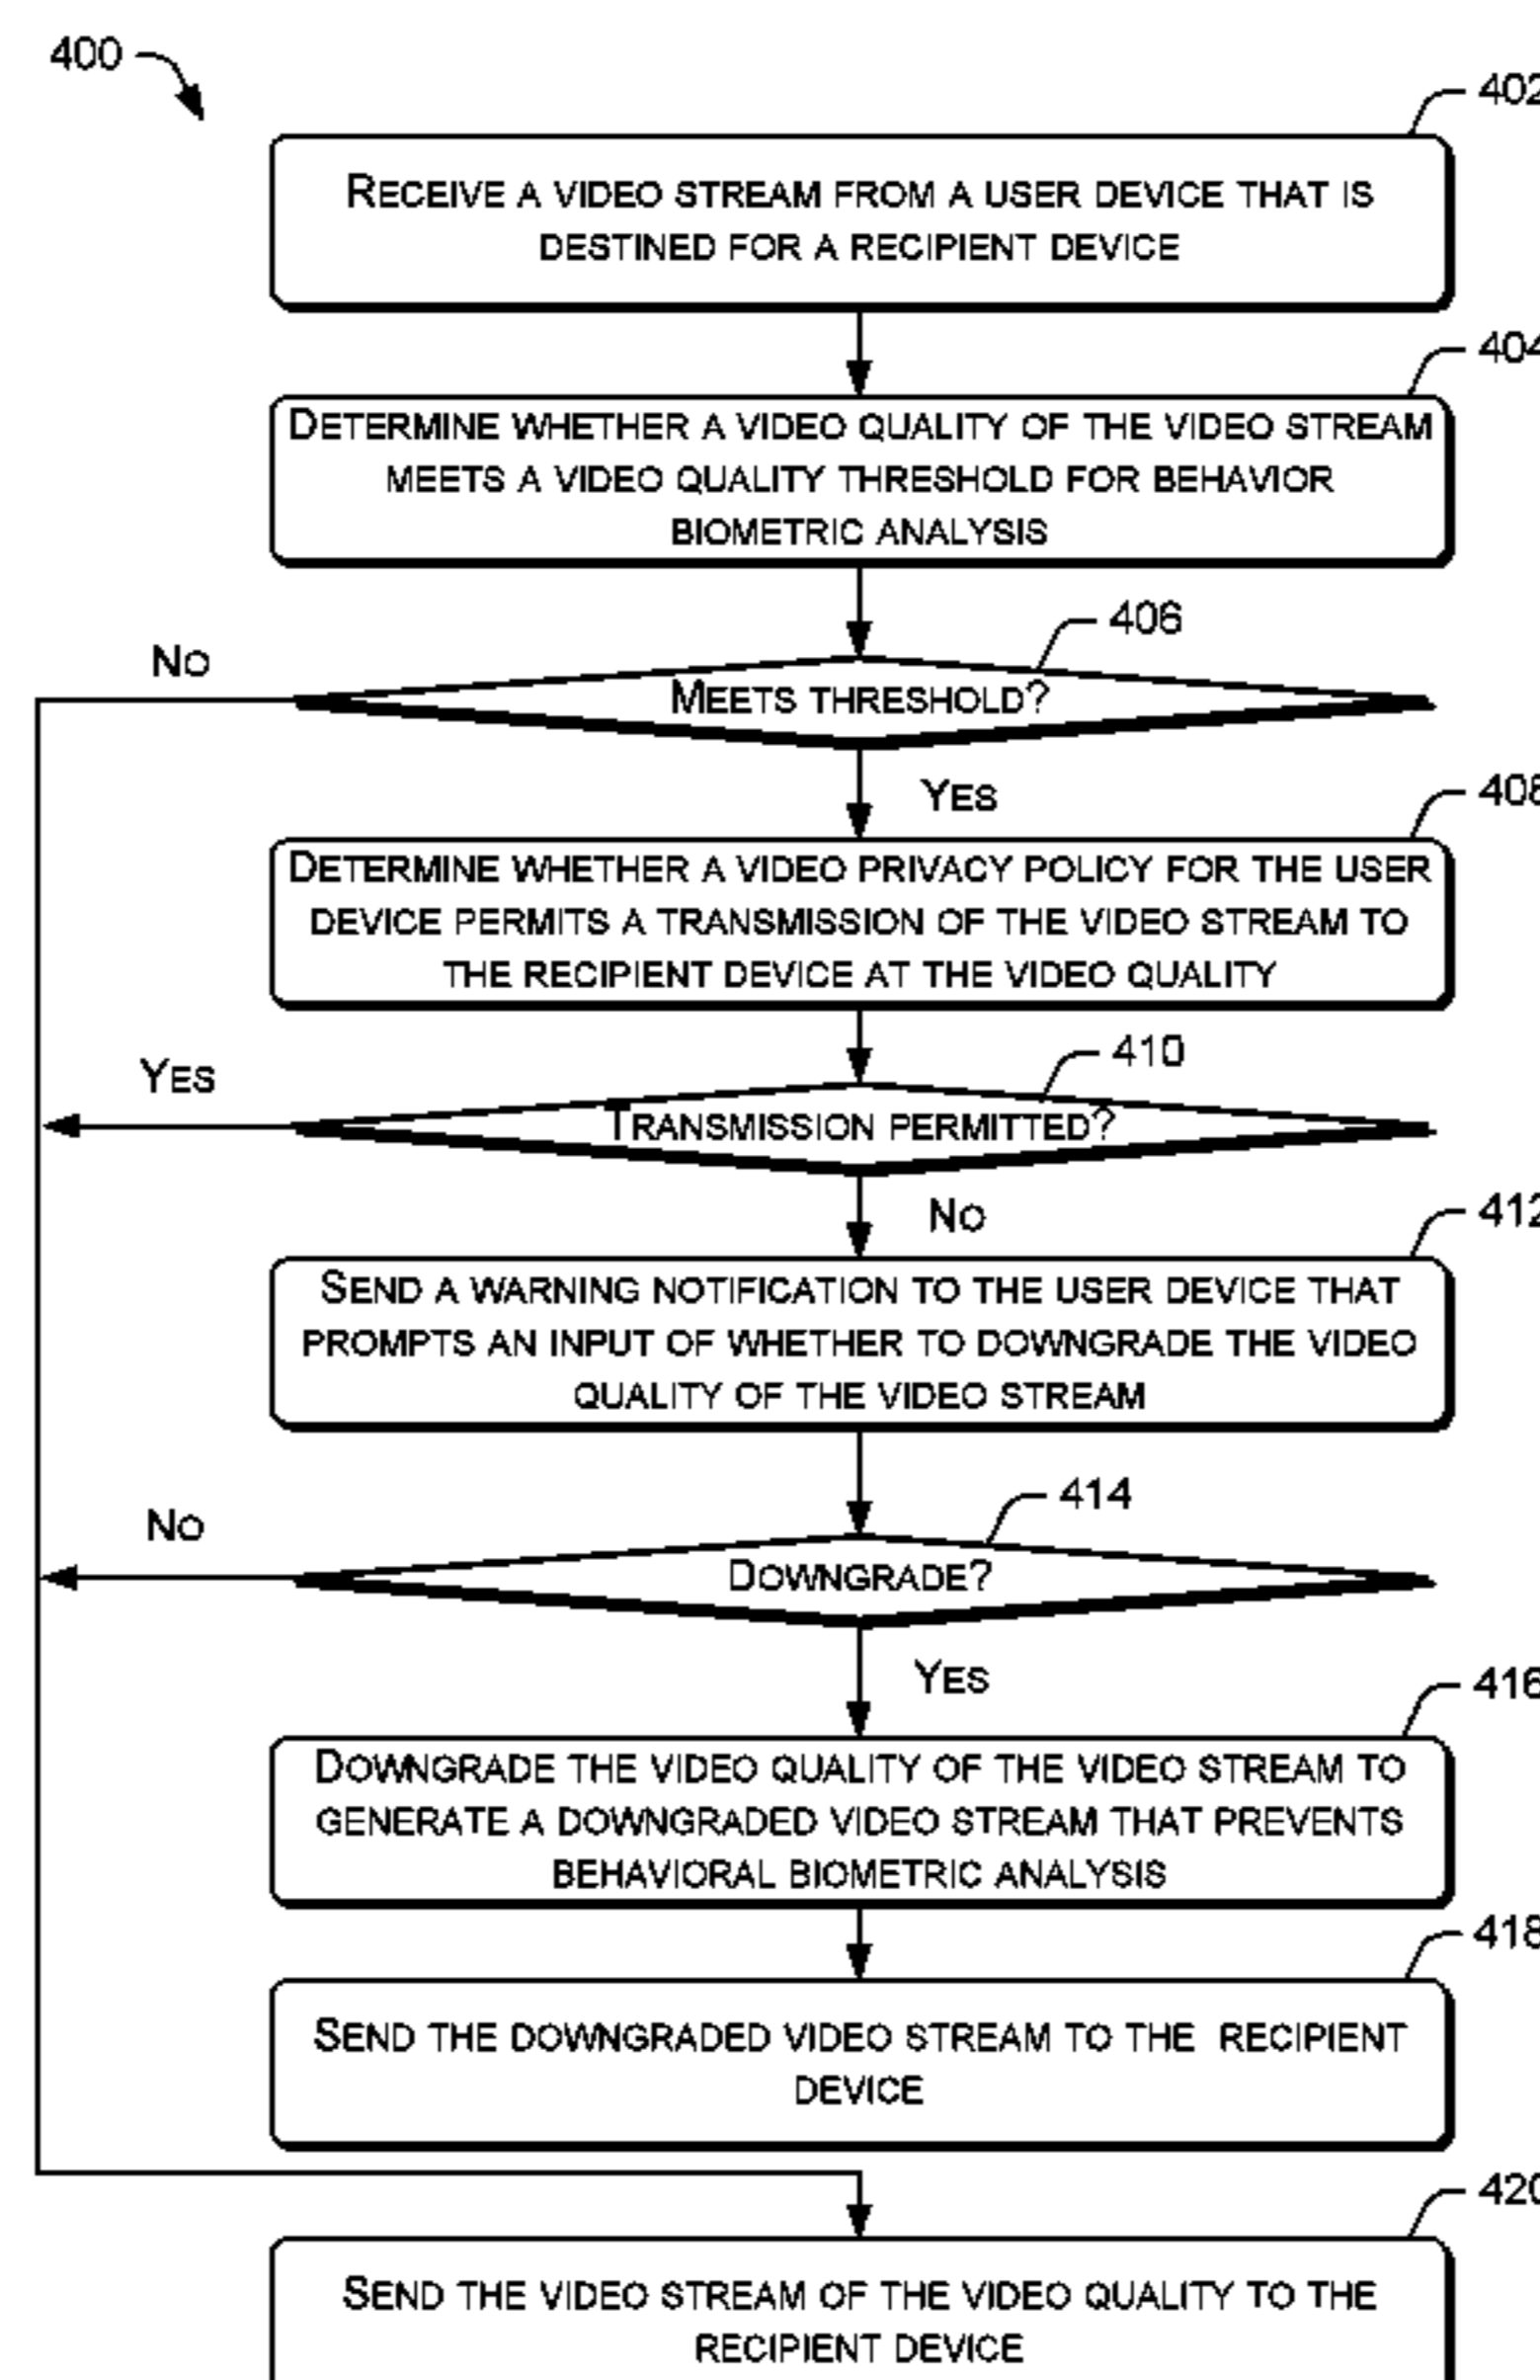 400
402
RECEIVE A VIDEO STREAM FROM A USER DEVICE THAT IS
DESTINED FOR A RECIPIENT DEVICE
404
DETERMINE WHETHER A VIDEO QUALITY OF THE VIDEO STREAM
MEETS A VIDEO QUALITY THRESHOLD FOR BEHAVIOR
BIOMETRIC ANALYSIS
406
NO
MEETS THRESHOLD?
YES
408
DETERMINE WHETHER A VIDEO PRIVACY POLICY FOR THE USER
DEVICE PERMITS A TRANSMISSION OF THE VIDEO STREAM TO
THE RECIPIENT DEVICE AT THE VIDEO QUALITY
410
YES
TRANSMISSION PERMITTED?
NO
412
SEND A WARNING NOTIFICATION TO THE USER DEVICE THAT
PROMPTS AN INPUT OF WHETHER TO DOWNGRADE THE VIDEO
QUALITY OF THE VIDEO STREAM
414
NO
DOWNGRADE?
YES
416
DOWNGRADE THE VIDEO QUALITY OF THE VIDEO STREAM TO
GENERATE A DOWNGRADED VIDEO STREAM THAT PREVENTS
BEHAVIORAL BIOMETRIC ANALYSIS
418
SEND THE DOWNGRADED VIDEO STREAM TO THE RECIPIENT
DEVICE
420
SEND THE VIDEO STREAM OF THE VIDEO QUALITY TO THE
RECIPIENT DEVICE